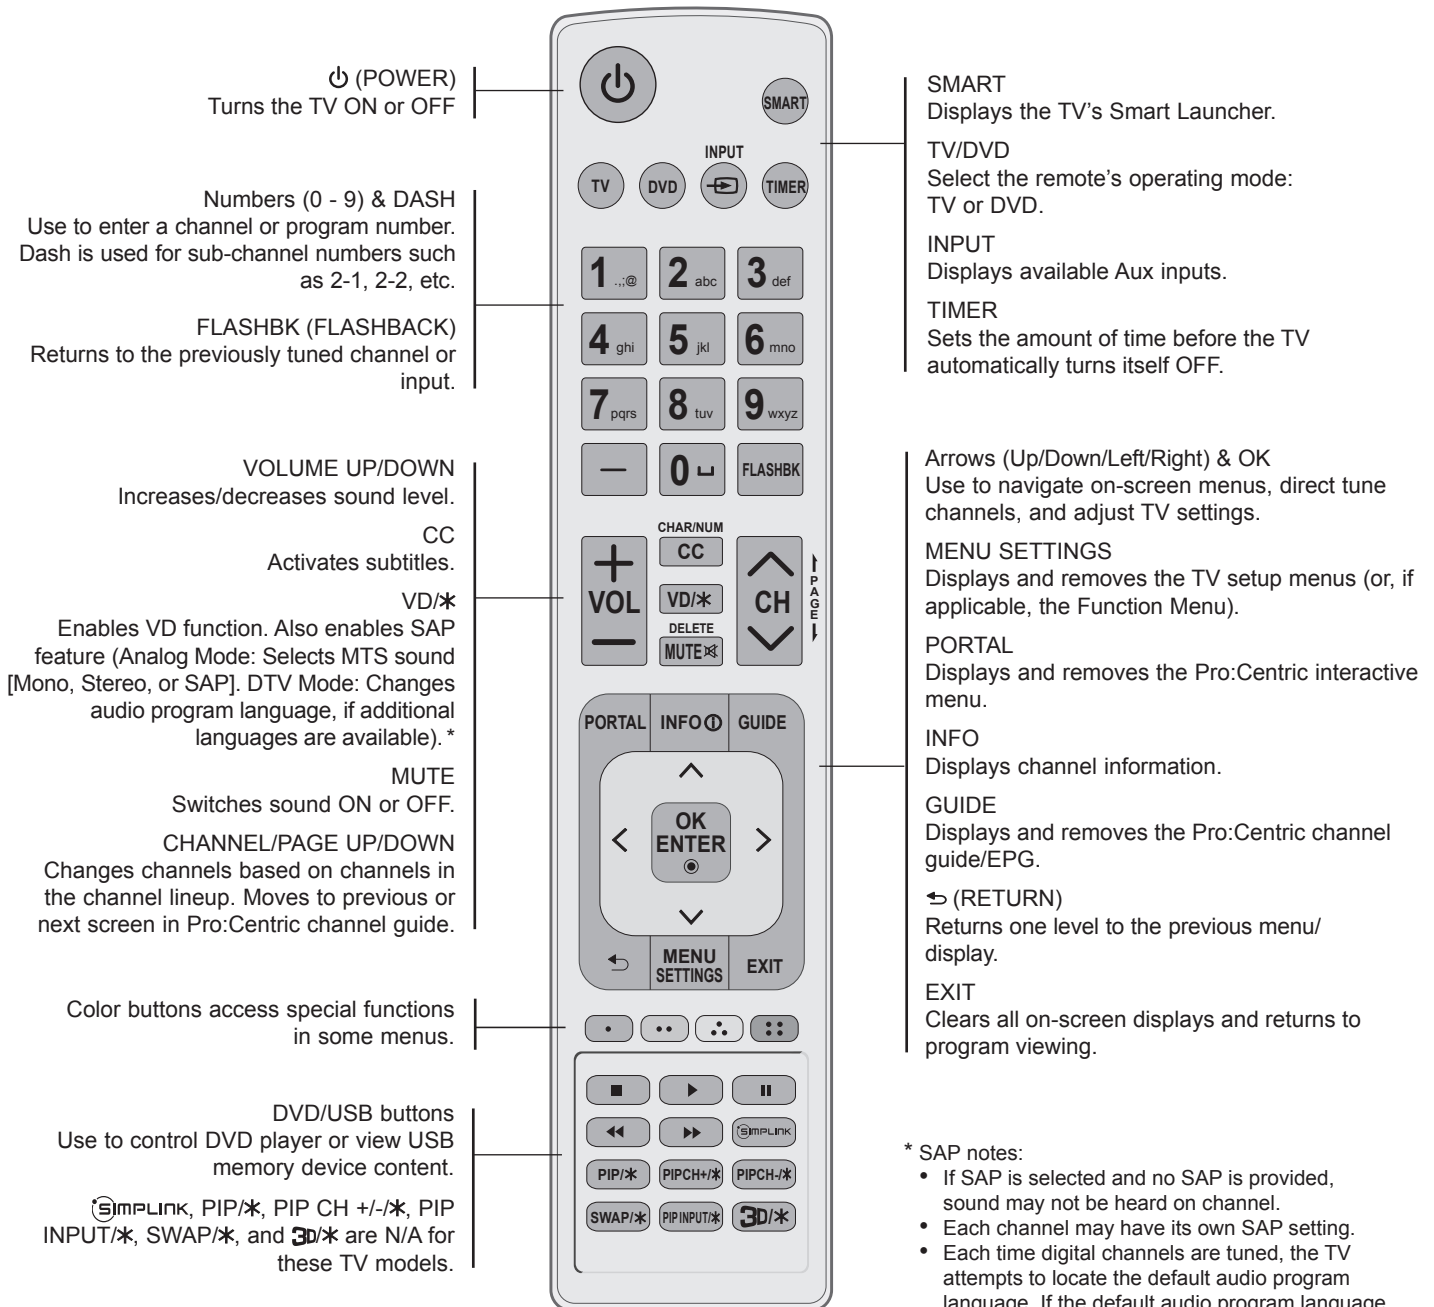 (POWER)
Turns the TV ON or OFF
Numbers (0 - 9) & DASH
Use to enter a channel or program number.
Dash is used for sub-channel numbers such
as 2-1, 2-2, etc.
FLASHBK (FLASHBACK)
Returns to the previously tuned channel or
input.
VOLUME UP/DOWN
Increases/decreases sound level.
CC
Activates subtitles.
VD/*
Enables VD function. Also enables SAP
feature (Analog Mode: Selects MTS sound
[Mono, Stereo, or SAP]. DTV Mode: Changes
audio program language, if additional
languages are available). *
MUTE
Switches sound ON or OFF.
CHANNEL/PAGE UP/DOWN
Changes channels based on channels in
the channel lineup. Moves to previous or
next screen in Pro:Centric channel guide.
Color buttons access special functions
in some menus.
DVD/USB buttons
Use to control DVD player or view USB
memory device content.
SIMPLINK, PIP/*, PIP CH +/-/*, PIP
INPUT/*, SWAP/*, and 3D/* are N/A for
these TV models.
SMART
INPUT
TV DVD TIMER
1 .,;@ 2 abc 3 def
4 ghi 5 jkl 6 mno
7 pqrs 8 tuv 9 wxyz
— 0 FLASHBK
CHAR/NUM
CC
+ VOL —
VD/*
CH
PAGE
DELETE
MUTE
PORTAL INFO GUIDE
OK
ENTER
MENU
SETTINGS
EXIT
SIMPLINK
PIP/* PIPCH+/* PIPCH-/*
SWAP/* PIP INPUT/* 3D/*
SMART
Displays the TV's Smart Launcher.
TV/DVD
Select the remote's operating mode:
TV or DVD.
INPUT
Displays available Aux inputs.
TIMER
Sets the amount of time before the TV
automatically turns itself OFF.
Arrows (Up/Down/Left/Right) & OK
Use to navigate on-screen menus, direct tune
channels, and adjust TV settings.
MENU SETTINGS
Displays and removes the TV setup menus (or, if
applicable, the Function Menu).
PORTAL
Displays and removes the Pro:Centric interactive
menu.
INFO
Displays channel information.
GUIDE
Displays and removes the Pro:Centric channel
guide/EPG.
(RETURN)
Returns one level to the previous menu/
display.
EXIT
Clears all on-screen displays and returns to
program viewing.
* SAP notes:
• If SAP is selected and no SAP is provided,
sound may not be heard on channel.
• Each channel may have its own SAP setting.
• Each time digital channels are tuned, the TV
attempts to locate the default audio program
language. If the default audio program language